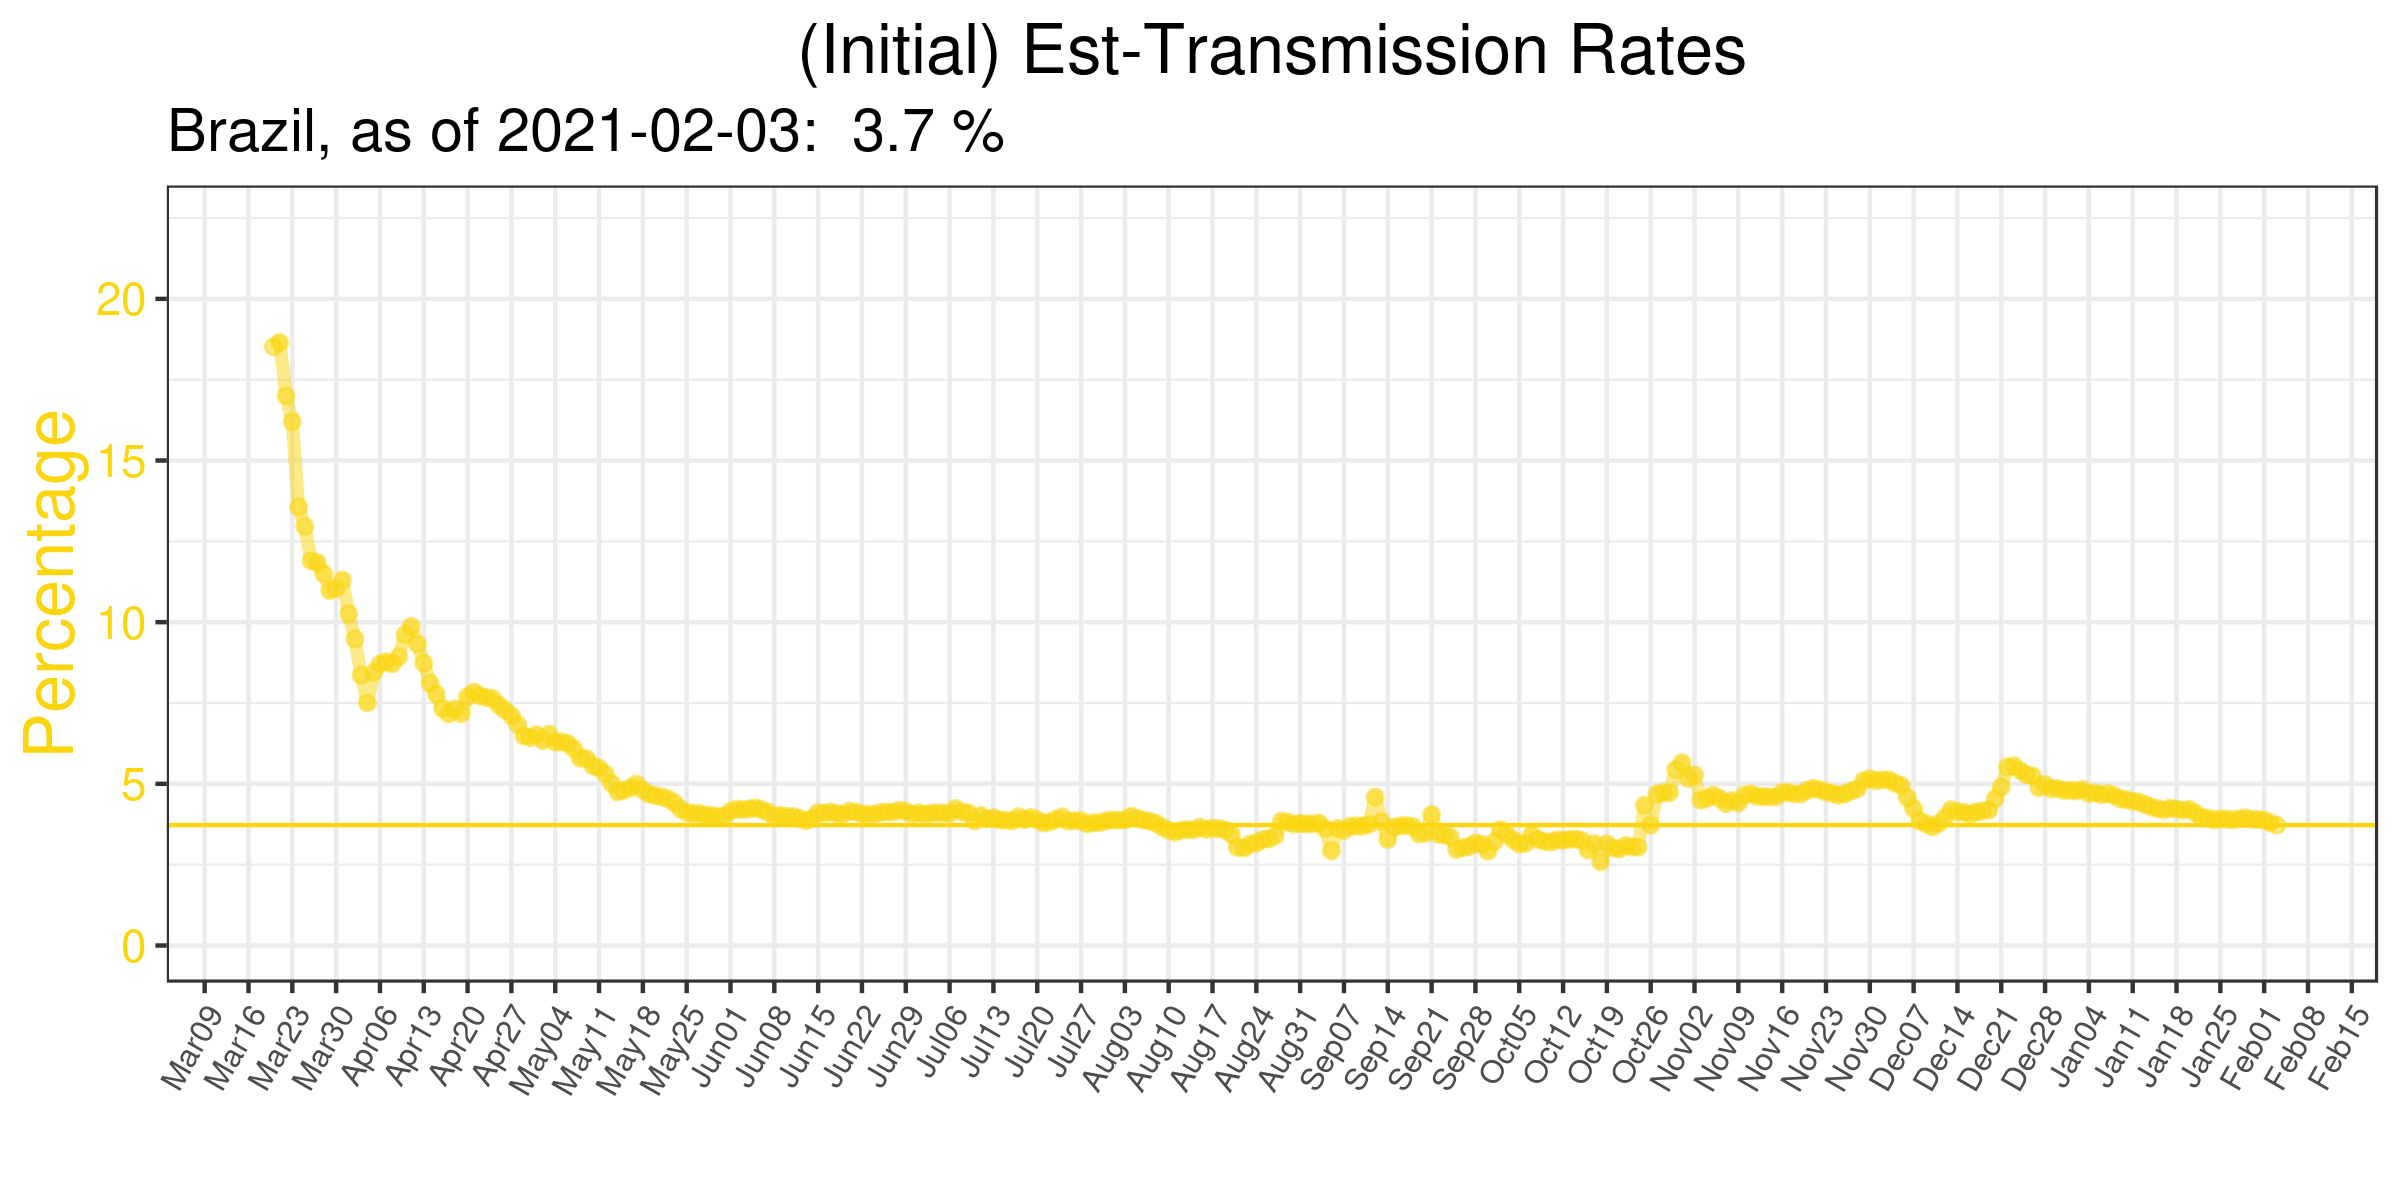 (Initial) Est-Transmission Rates
Brazil, as of 2021-02-03:  3.7 %
Percentage
20
15
10
5
0
Mar09
Mar16
Mar23
Mar30
Apr06
Apr13
Apr20
Apr27
May04
May11
May18
May25
Jun01
Jun08
Jun15
Jun22
Jun29
Jul06
Jul13
Jul20
Jul27
Aug03
Aug10
Aug17
Aug24
Aug31
Sep07
Sep14
Sep21
Sep28
Oct05
Oct12
Oct19
Oct26
Nov02
Nov09
Nov16
Nov23
Nov30
Dec07
Dec14
Dec21
Dec28
Jan04
Jan11
Jan18
Jan25
Feb01
Feb08
Feb15